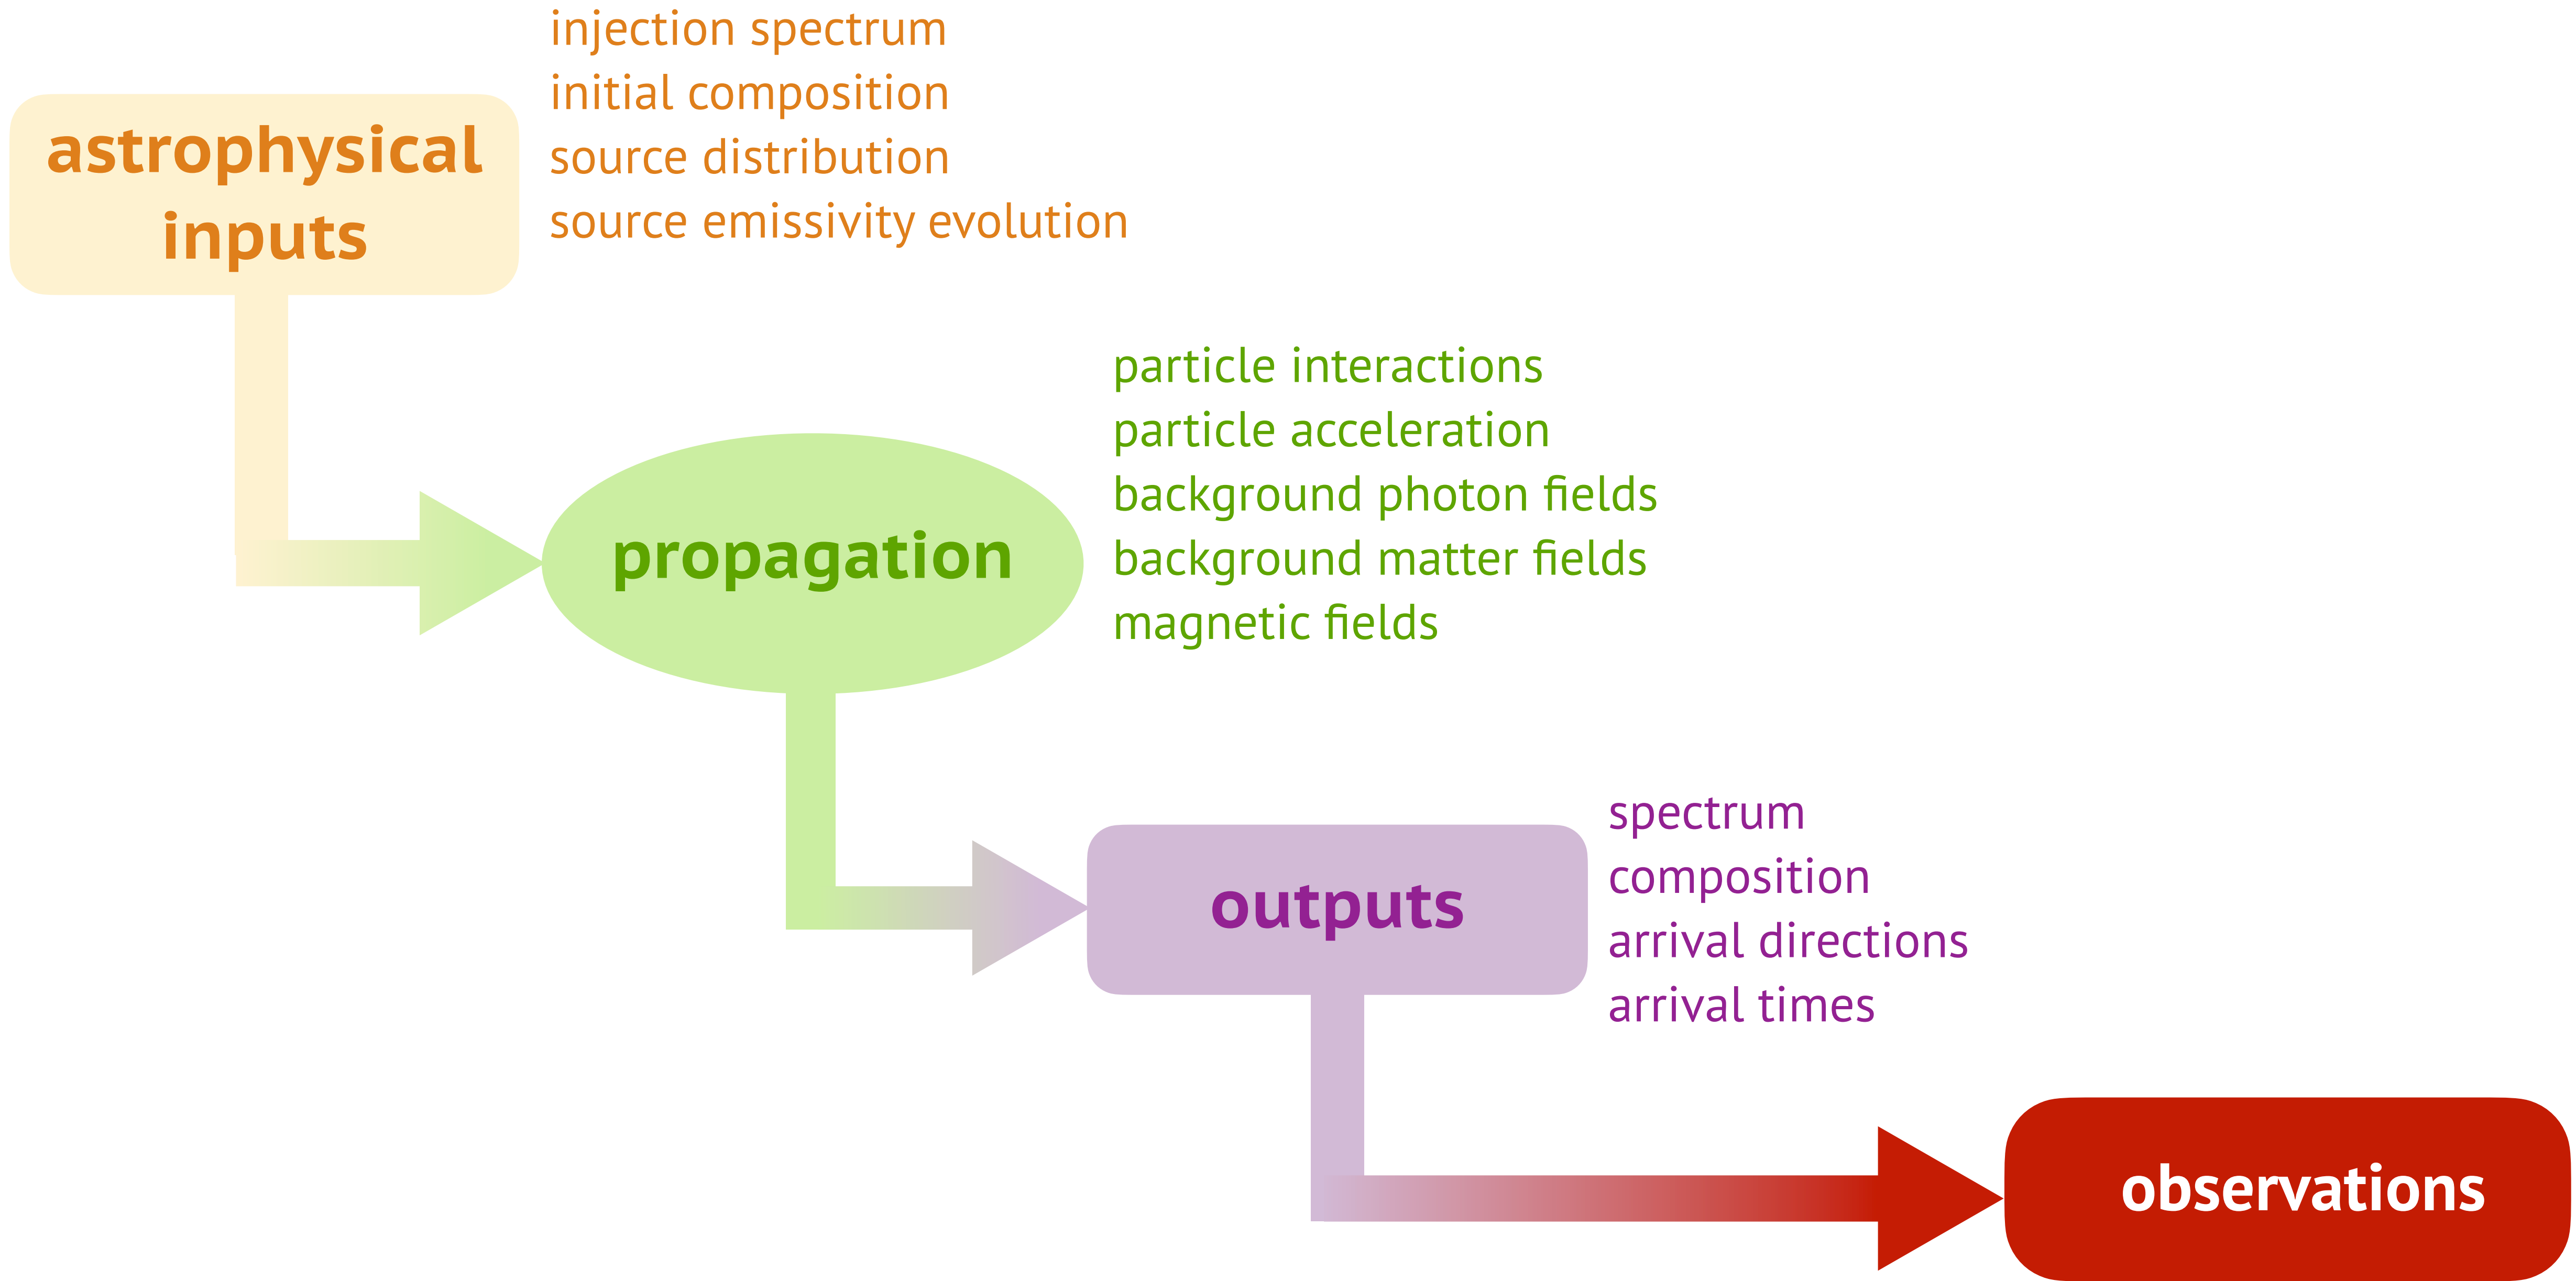 injection spectrum
initial composition
source distribution
source emissivity evolution
astrophysical
inputs
particle interactions
particle acceleration
background photon fields
background matter fields
magnetic fields
propagation
spectrum
composition
arrival directions
arrival times
outputs
observations